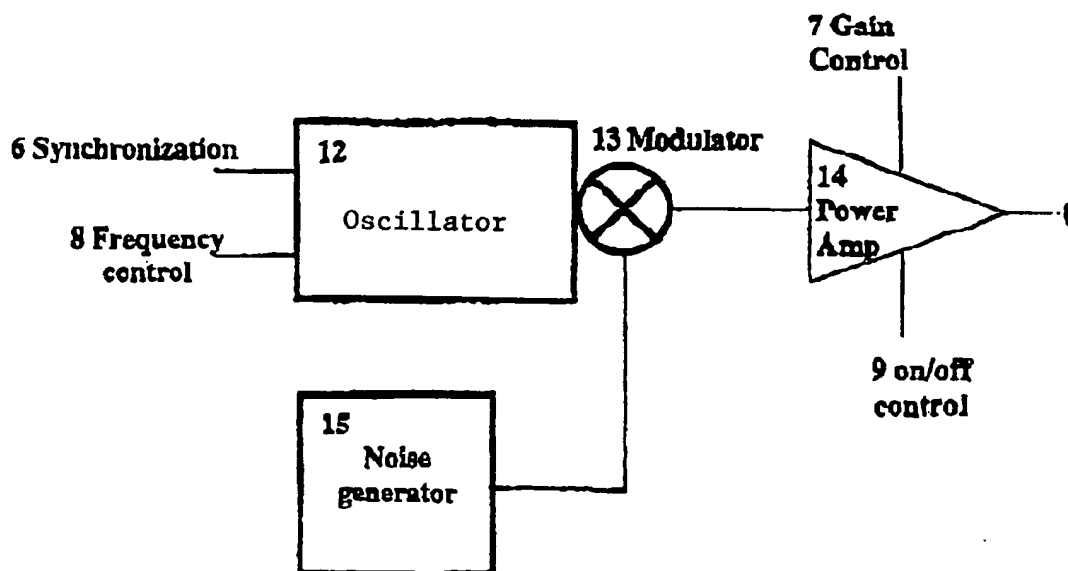 7 Gain
Control
6 Synchronization
12
13 Modulator
Oscillator
14
Power
Amp
8 Frequency
control
9 on/off
control
15
Noise
generator